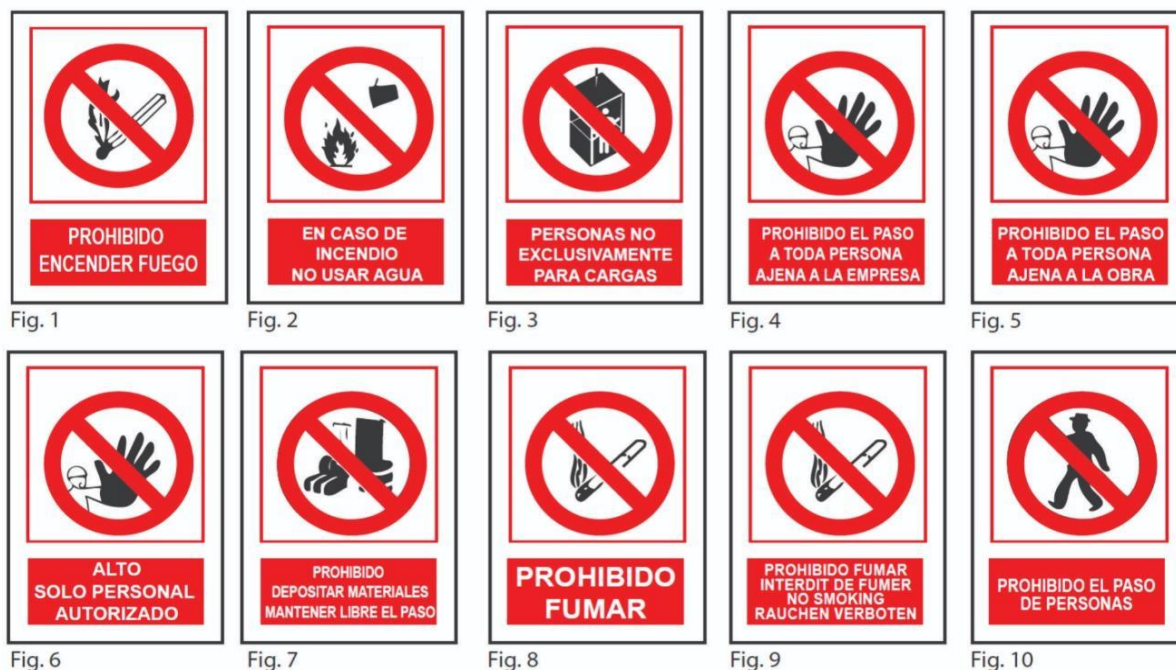 PROHIBIDO
ENCENDER FUEGO
Fig. 1
EN CASO DE
INCENDIO
NO USAR AGUA
Fig. 2
PERSONAS NO
EXCLUSIVAMENTE
PARA CARGAS
Fig. 3
PROHIBIDO EL PASO
A TODA PERSONA
AJENA A LA EMPRESA
Fig. 4
PROHIBIDO EL PASO
A TODA PERSONA
AJENA A LA OBRA
Fig. 5
ALTO
SOLO PERSONAL
AUTORIZADO
Fig. 6
PROHIBIDO
DEPOSITAR MATERIALES
MANTENER LIBRE EL PASO
Fig. 7
PROHIBIDO
FUMAR
Fig. 8
PROHIBIDO FUMAR
INTERDIT DE FUMER
NO SMOKING
RAUCHEN VERBOTEN
Fig. 9
PROHIBIDO EL PASO
DE PERSONAS
Fig. 10